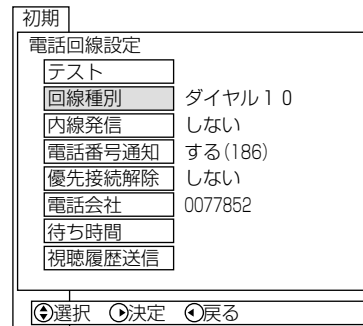 初期
電話回線設定
テスト
回線種別 ダイヤル10
内線発信 しない
電話番号通知 する(186)
優先接続解除 しない
電話会社 0077852
待ち時間
視聴履歴送信
選択 決定 戻る